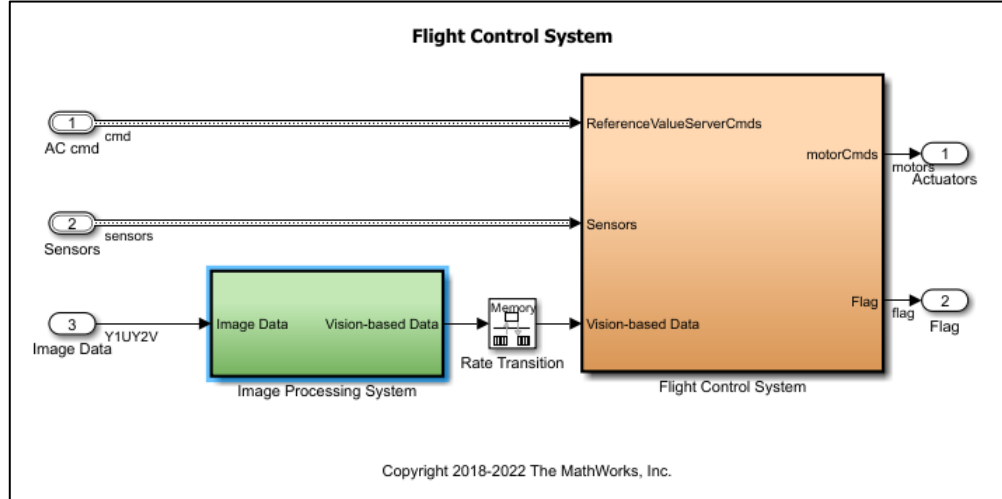 Flight Control System
1
cmd
AC cmd
ReferenceValueServerCmds
motorCmds
1
motors
Actuators
2
sensors
Sensors
Sensors
3
Y1UY2V
Image Data
Image Data
Vision-based Data
Image Processing System
Memory
Rate Transition
Vision-based Data
Flag
2
flag
Flag
Flight Control System
Copyright 2018-2022 The MathWorks, Inc.